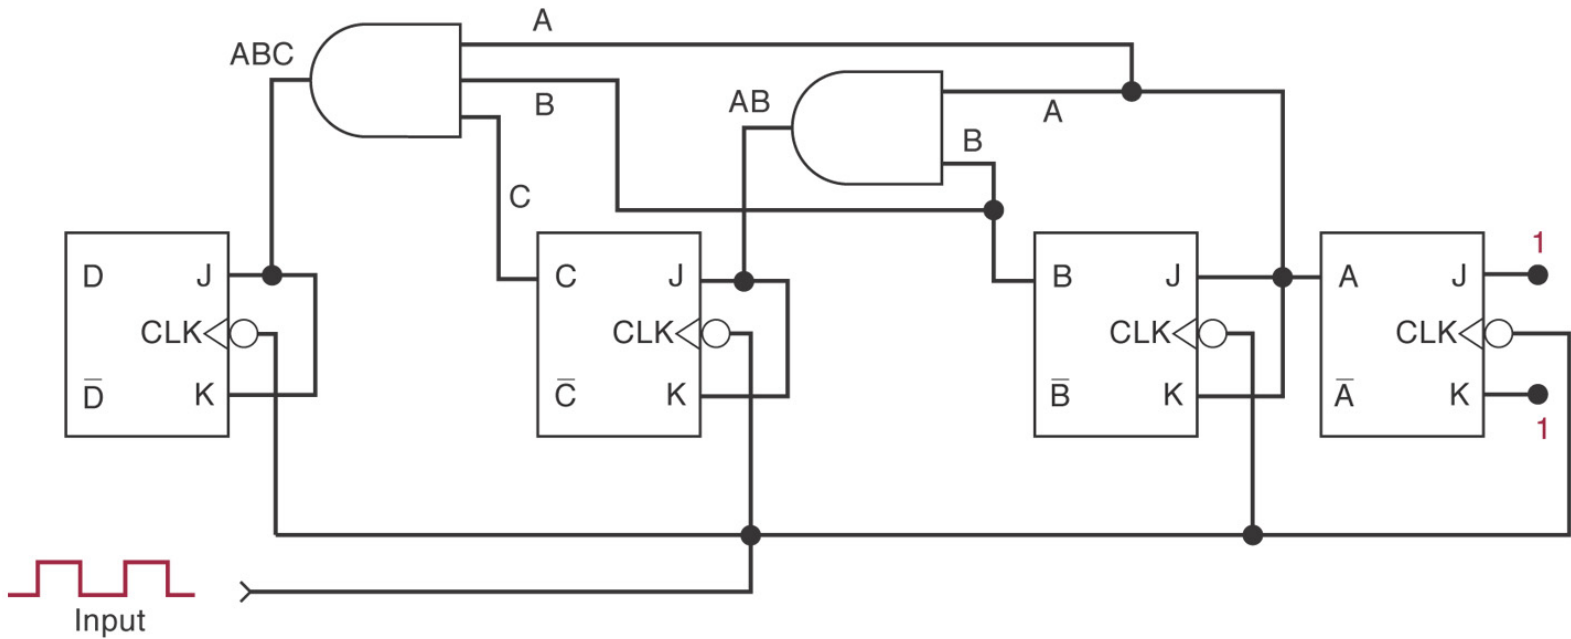 A
ABC
B
AB
A
B
C
D J
CLK
D̅ K
C J
CLK
C̅ K
B J
CLK
B̅ K
A J
CLK
A̅ K
1
1
Input